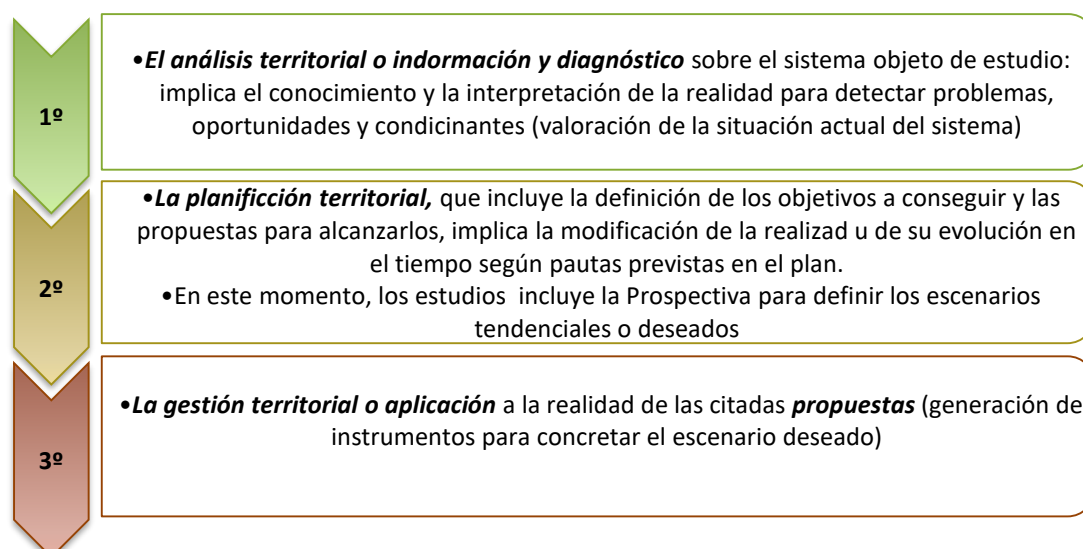 1º
•El análisis territorial o indormación y diagnóstico sobre el sistema objeto de estudio:
implica el conocimiento y la interpretación de la realidad para detectar problemas,
oportunidades y condicinantes (valoración de la situación actual del sistema)
2º
•La planificción territorial, que incluye la definición de los objetivos a conseguir y las
propuestas para alcanzarlos, implica la modificación de la realizad u de su evolución en
el tiempo según pautas previstas en el plan.
•En este momento, los estudios incluye la Prospectiva para definir los escenarios
tendenciales o deseados
3º
•La gestión territorial o aplicación a la realidad de las citadas propuestas (generación de
instrumentos para concretar el escenario deseado)